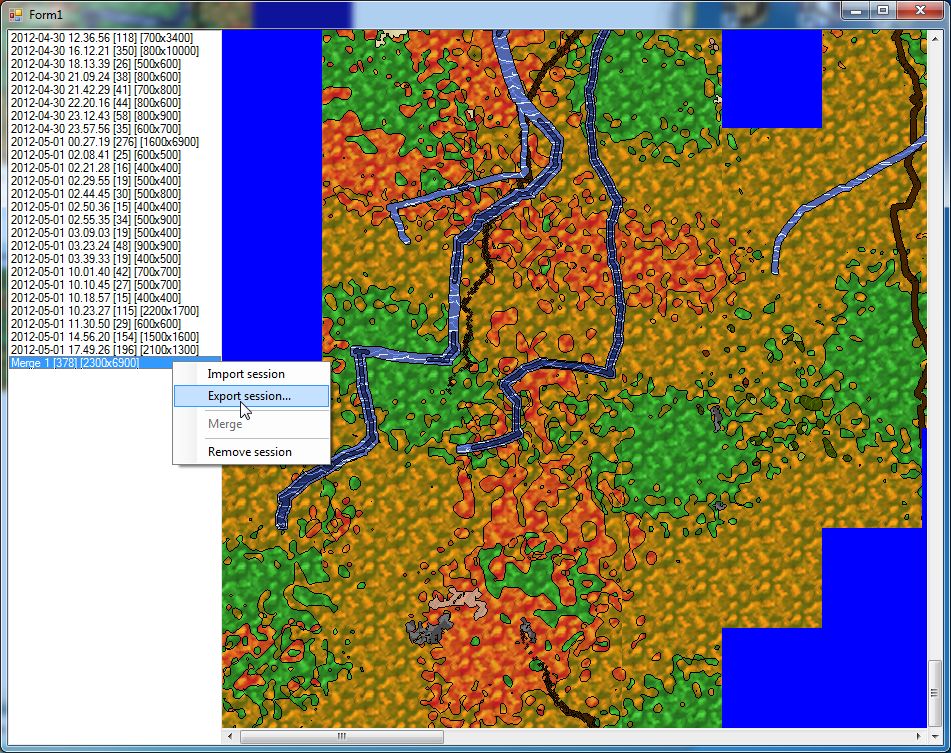 Form1
2012-04-30 12.36.56 [118] [700x3400]
2012-04-30 16.12.21 [350] [800x10000]
2012-04-30 18.13.39 [26] [500x600]
2012-04-30 21.09.24 [38] [800x600]
2012-04-30 21.42.29 [41] [700x800]
2012-04-30 22.20.16 [44] [800x600]
2012-04-30 23.12.43 [58] [800x900]
2012-04-30 23.57.56 [35] [600x700]
2012-05-01 00.27.19 [276] [1600x6900]
2012-05-01 02.08.41 [25] [600x500]
2012-05-01 02.21.28 [16] [400x400]
2012-05-01 02.29.55 [19] [500x400]
2012-05-01 02.44.45 [30] [500x800]
2012-05-01 02.50.36 [15] [400x400]
2012-05-01 02.55.35 [34] [500x900]
2012-05-01 03.09.03 [19] [500x400]
2012-05-01 03.23.24 [48] [900x900]
2012-05-01 03.39.33 [19] [400x500]
2012-05-01 10.01.40 [42] [700x700]
2012-05-01 10.10.45 [27] [500x700]
2012-05-01 10.18.57 [15] [400x400]
2012-05-01 10.23.27 [115] [2200x1700]
2012-05-01 11.30.50 [29] [600x600]
2012-05-01 14.56.20 [154] [1500x1600]
2012-05-01 17.49.26 [196] [2100x1300]
Merge 1 [378] [2300x6900]
Import session
Export session...
Merge
Remove session